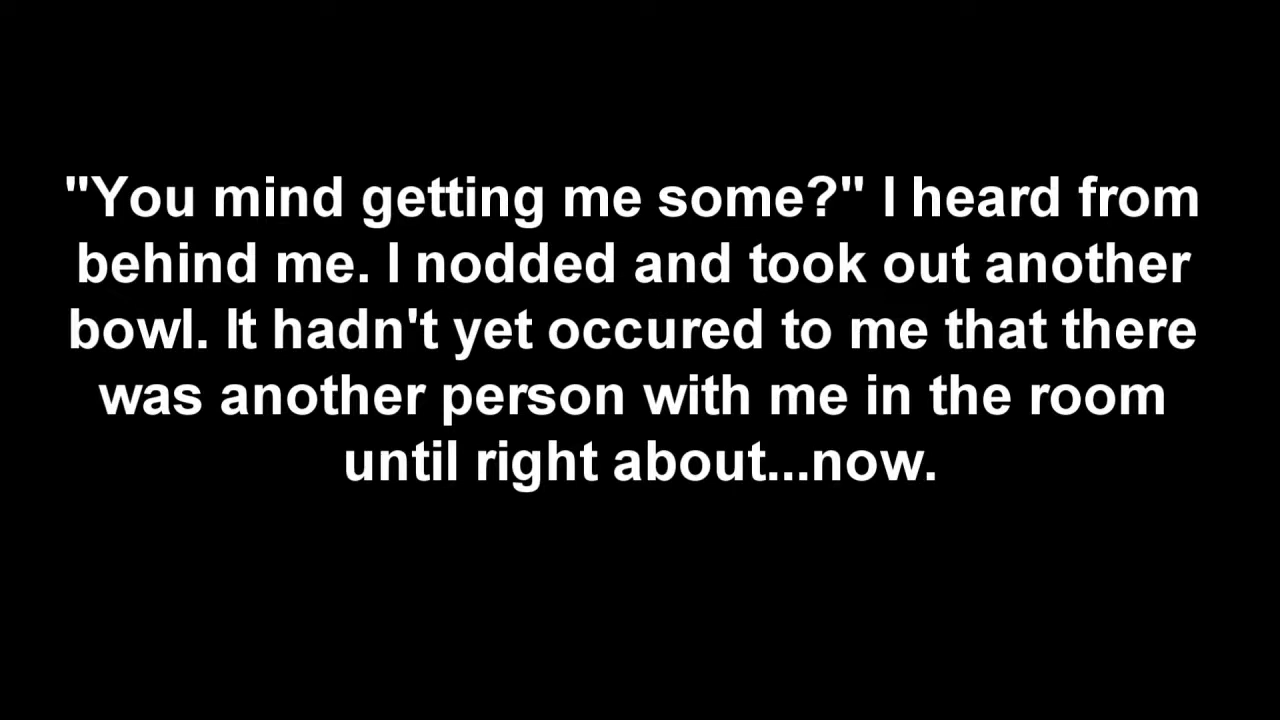 "You mind getting me some?" I heard from
behind me. I nodded and took out another
bowl. It hadn't yet occured to me that there
was another person with me in the room
until right about...now.